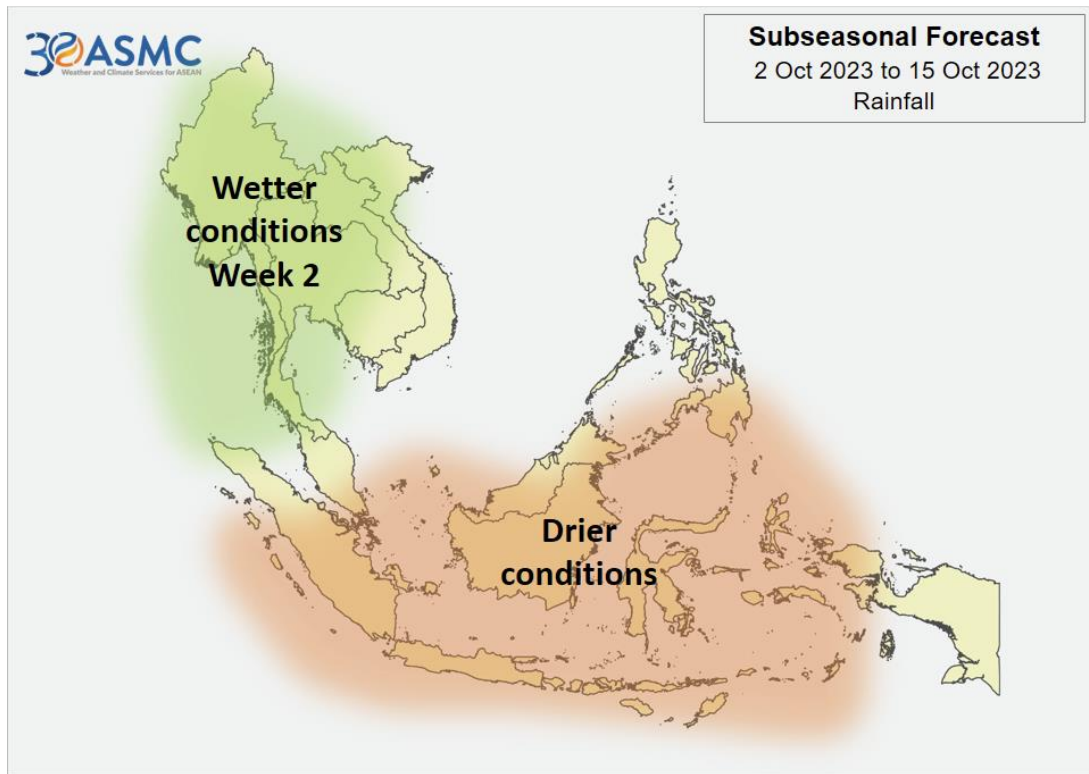 30 ASMC
Weather and Climate Services for ASEAN
Subseasonal Forecast
2 Oct 2023 to 15 Oct 2023
Rainfall
Wetter
conditions
Week 2
Drier
conditions